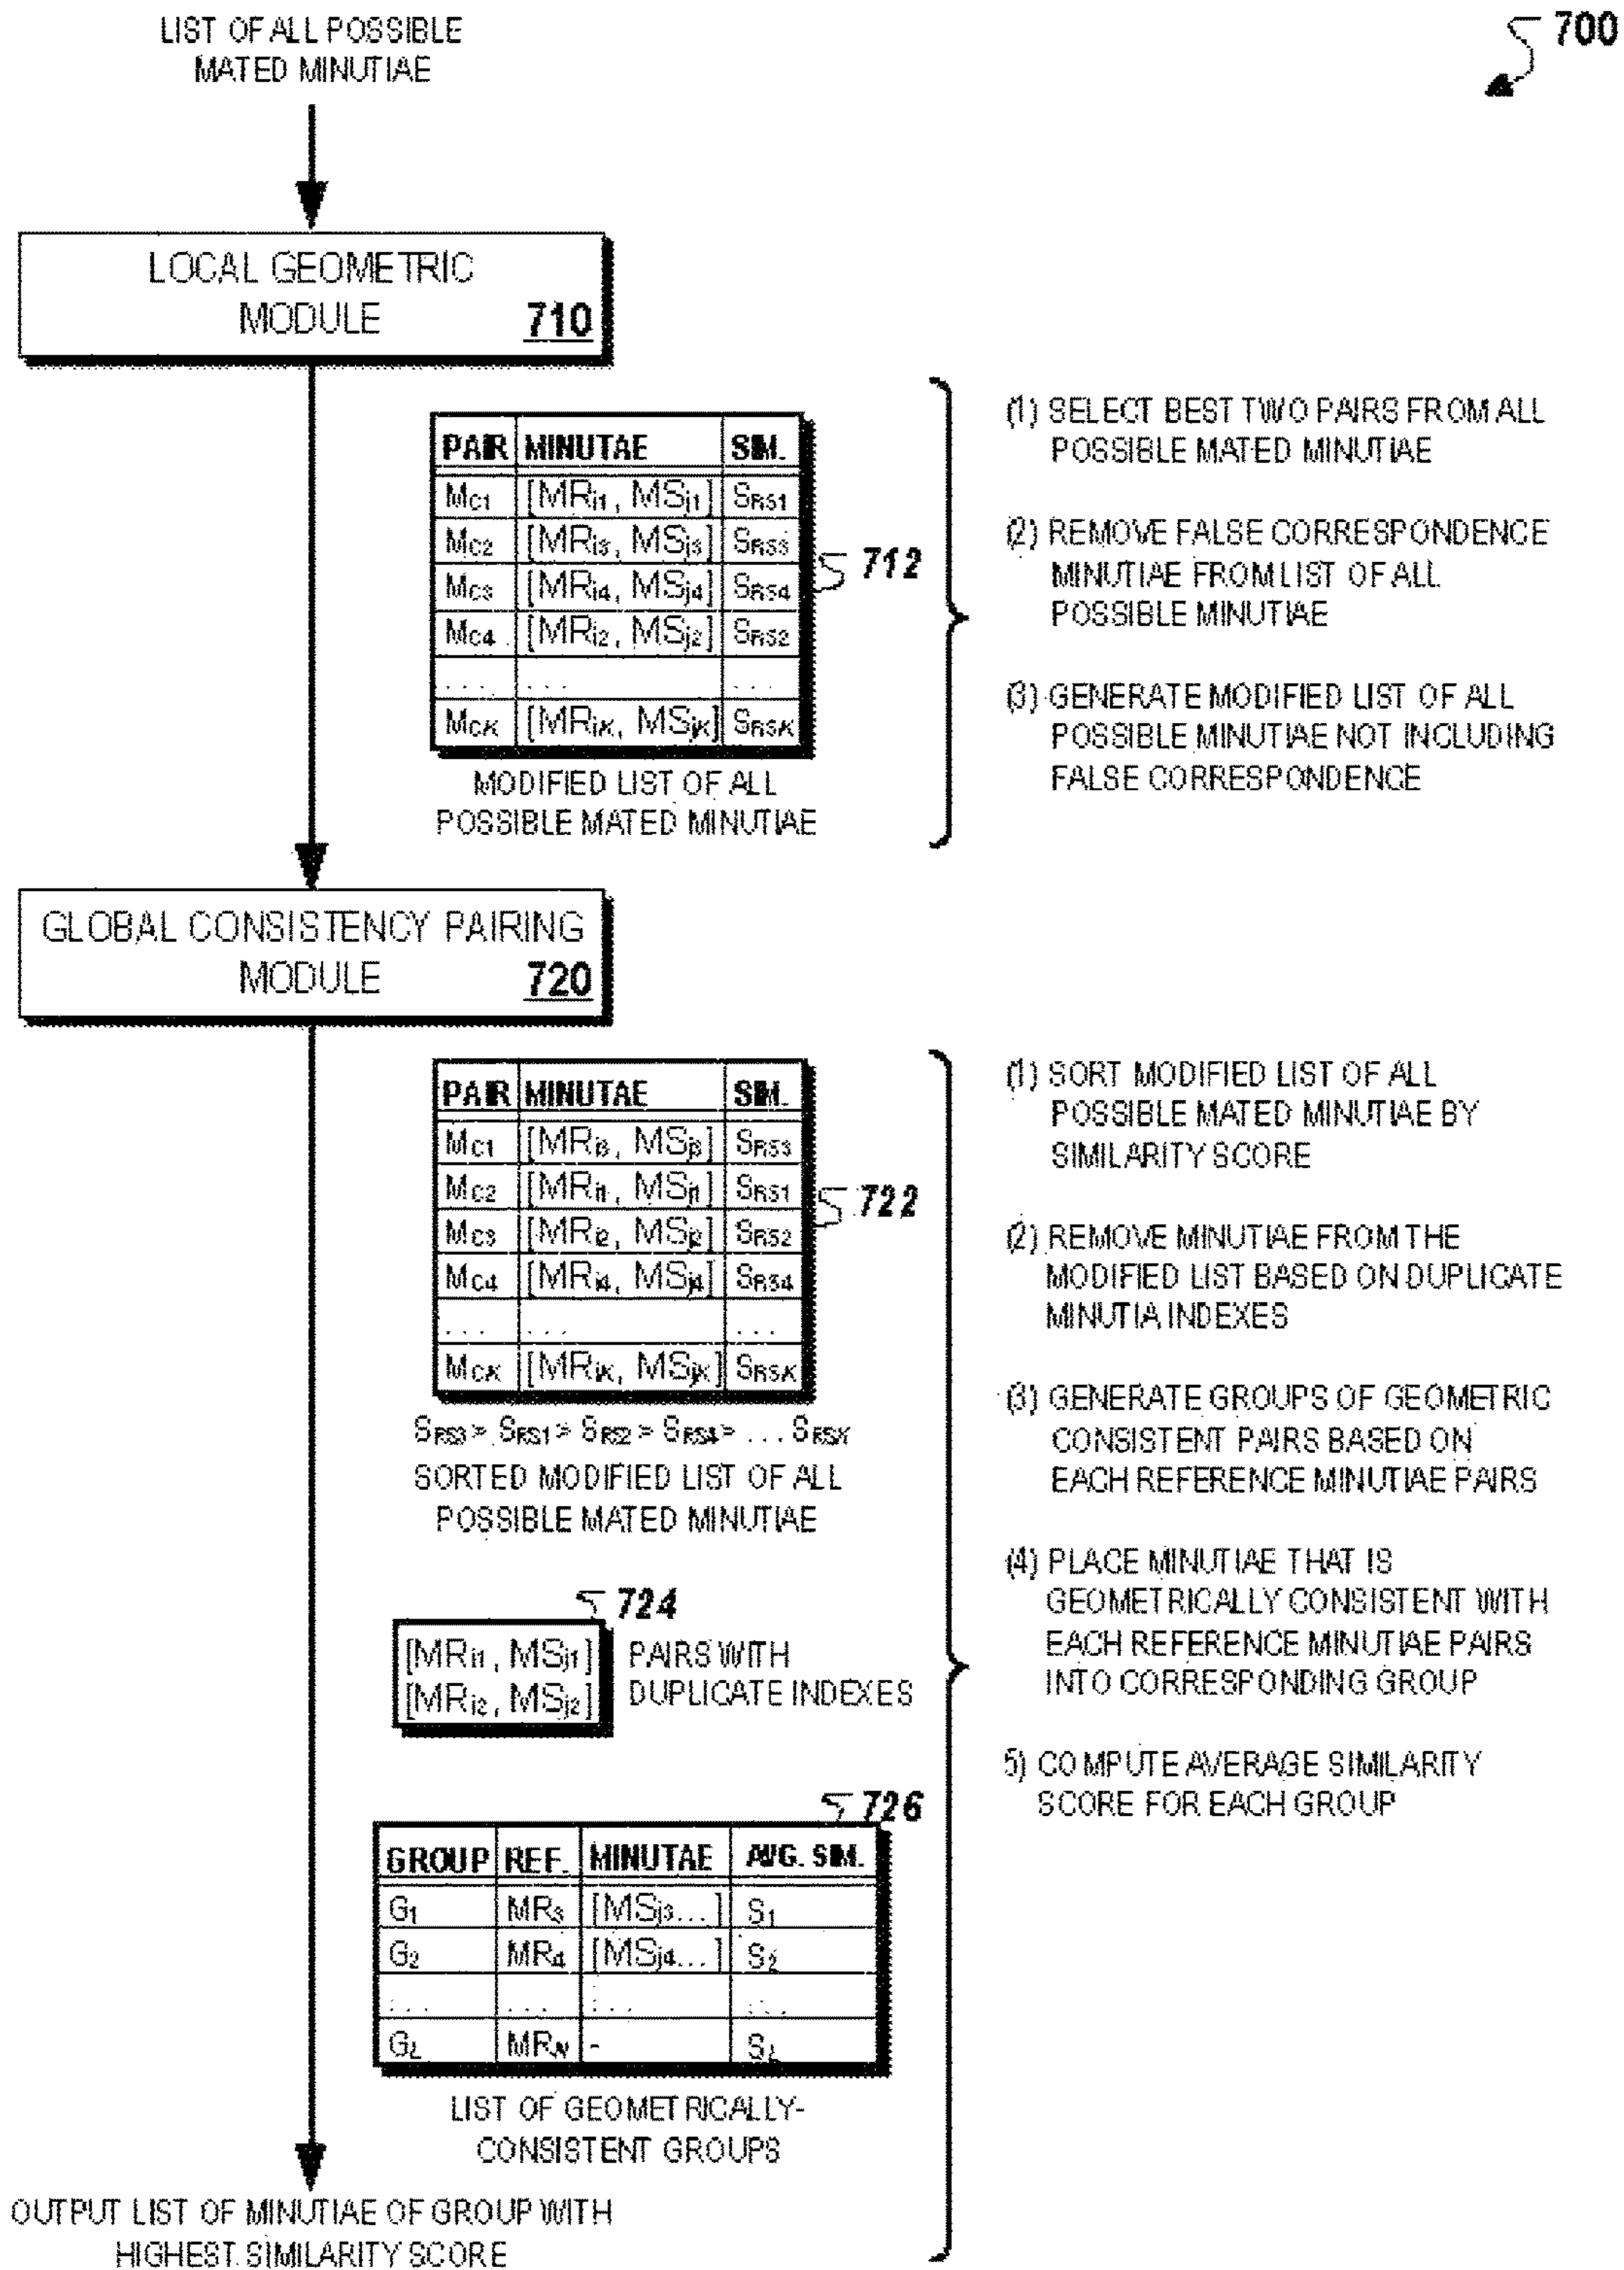 700
LIST OF ALL POSSIBLE
MATED MINUTIAE
LOCAL GEOMETRIC
MODULE 710
PAIR MINUTAE SIM.
MC1 [MRi1, MSj1] SRS1
MC2 [MRi3, MSj3] SRS3
MC3 [MRi4, MSj4] SRS4
MC4 [MRi2, MSj2] SRS2
... ... ...
MCK [MRiK, MSjK] SRSK
712
MODIFIED LIST OF ALL
POSSIBLE MATED MINUTIAE
(1) SELECT BEST TWO PAIRS FROM ALL
POSSIBLE MATED MINUTIAE
(2) REMOVE FALSE CORRESPONDENCE
MINUTIAE FROM LIST OF ALL
POSSIBLE MINUTIAE
(3) GENERATE MODIFIED LIST OF ALL
POSSIBLE MINUTIAE NOT INCLUDING
FALSE CORRESPONDENCE
GLOBAL CONSISTENCY PAIRING
MODULE 720
PAIR MINUTAE SIM.
MC1 [MRi3, MSj3] SRS3
MC2 [MRi1, MSj1] SRS1
MC3 [MRi2, MSj2] SRS2
MC4 [MRi4, MSj4] SRS4
... ... ...
MCK [MRiK, MSjK] SRSK
722
SRS3 > SRS1 > SRS2 > SRS4 > ... SRSK
SORTED MODIFIED LIST OF ALL
POSSIBLE MATED MINUTIAE
724
[MRi1, MSj1]
[MRi2, MSj2]
PAIRS WITH
DUPLICATE INDEXES
726
GROUP REF. MINUTAE AVG. SIM.
G1 MR3 [MSj3...] S1
G2 MR4 [MSj4...] S2
... ... ... ...
GL MRN - SL
LIST OF GEOMETRICALLY-
CONSISTENT GROUPS
(1) SORT MODIFIED LIST OF ALL
POSSIBLE MATED MINUTIAE BY
SIMILARITY SCORE
(2) REMOVE MINUTIAE FROM THE
MODIFIED LIST BASED ON DUPLICATE
MINUTIA INDEXES
(3) GENERATE GROUPS OF GEOMETRIC
CONSISTENT PAIRS BASED ON
EACH REFERENCE MINUTIAE PAIRS
(4) PLACE MINUTIAE THAT IS
GEOMETRICALLY CONSISTENT WITH
EACH REFERENCE MINUTIAE PAIRS
INTO CORRESPONDING GROUP
5) COMPUTE AVERAGE SIMILARITY
SCORE FOR EACH GROUP
OUTPUT LIST OF MINUTIAE OF GROUP WITH
HIGHEST SIMILARITY SCORE